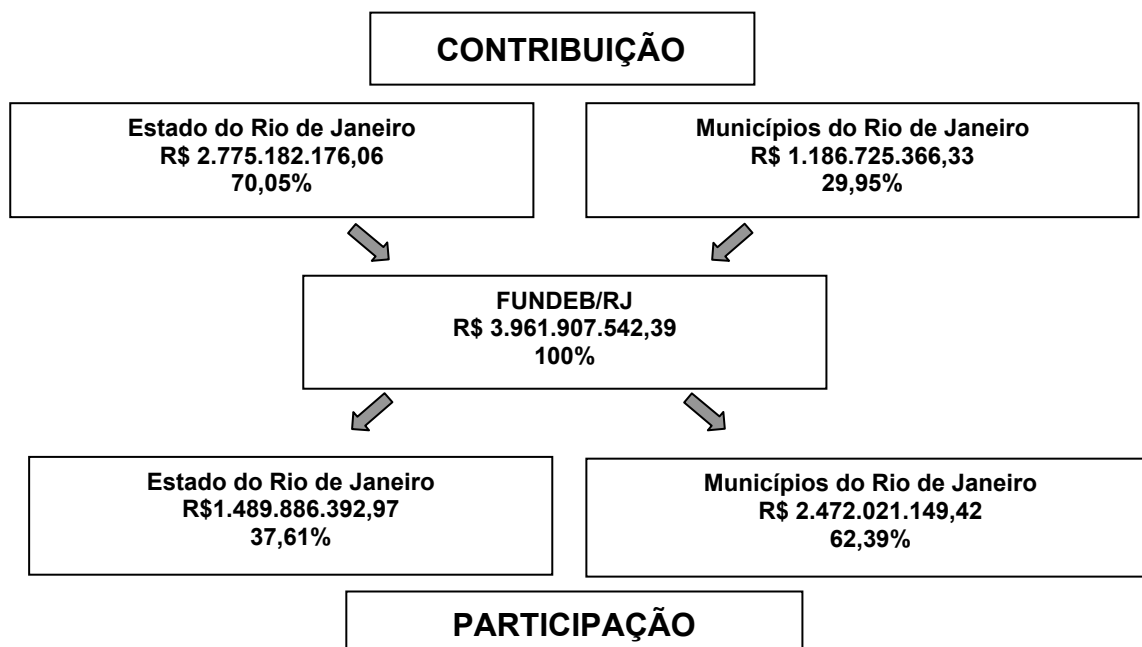 CONTRIBUIÇÃO
Estado do Rio de Janeiro
R$ 2.775.182.176,06
70,05%
Municípios do Rio de Janeiro
R$ 1.186.725.366,33
29,95%
FUNDEB/RJ
R$ 3.961.907.542,39
100%
Estado do Rio de Janeiro
R$1.489.886.392,97
37,61%
Municípios do Rio de Janeiro
R$ 2.472.021.149,42
62,39%
PARTICIPAÇÃO